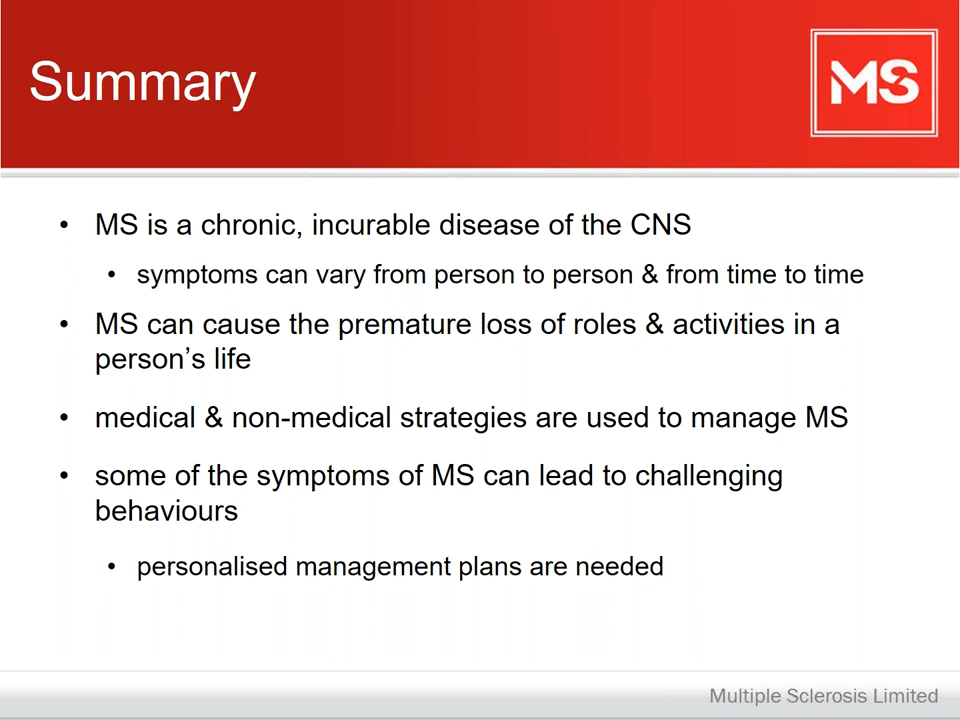 Summary
MS
• MS is a chronic, incurable disease of the CNS
• symptoms can vary from person to person & from time to time
• MS can cause the premature loss of roles & activities in a
person’s life
• medical & non-medical strategies are used to manage MS
• some of the symptoms of MS can lead to challenging
behaviours
• personalised management plans are needed
Multiple Sclerosis Limited